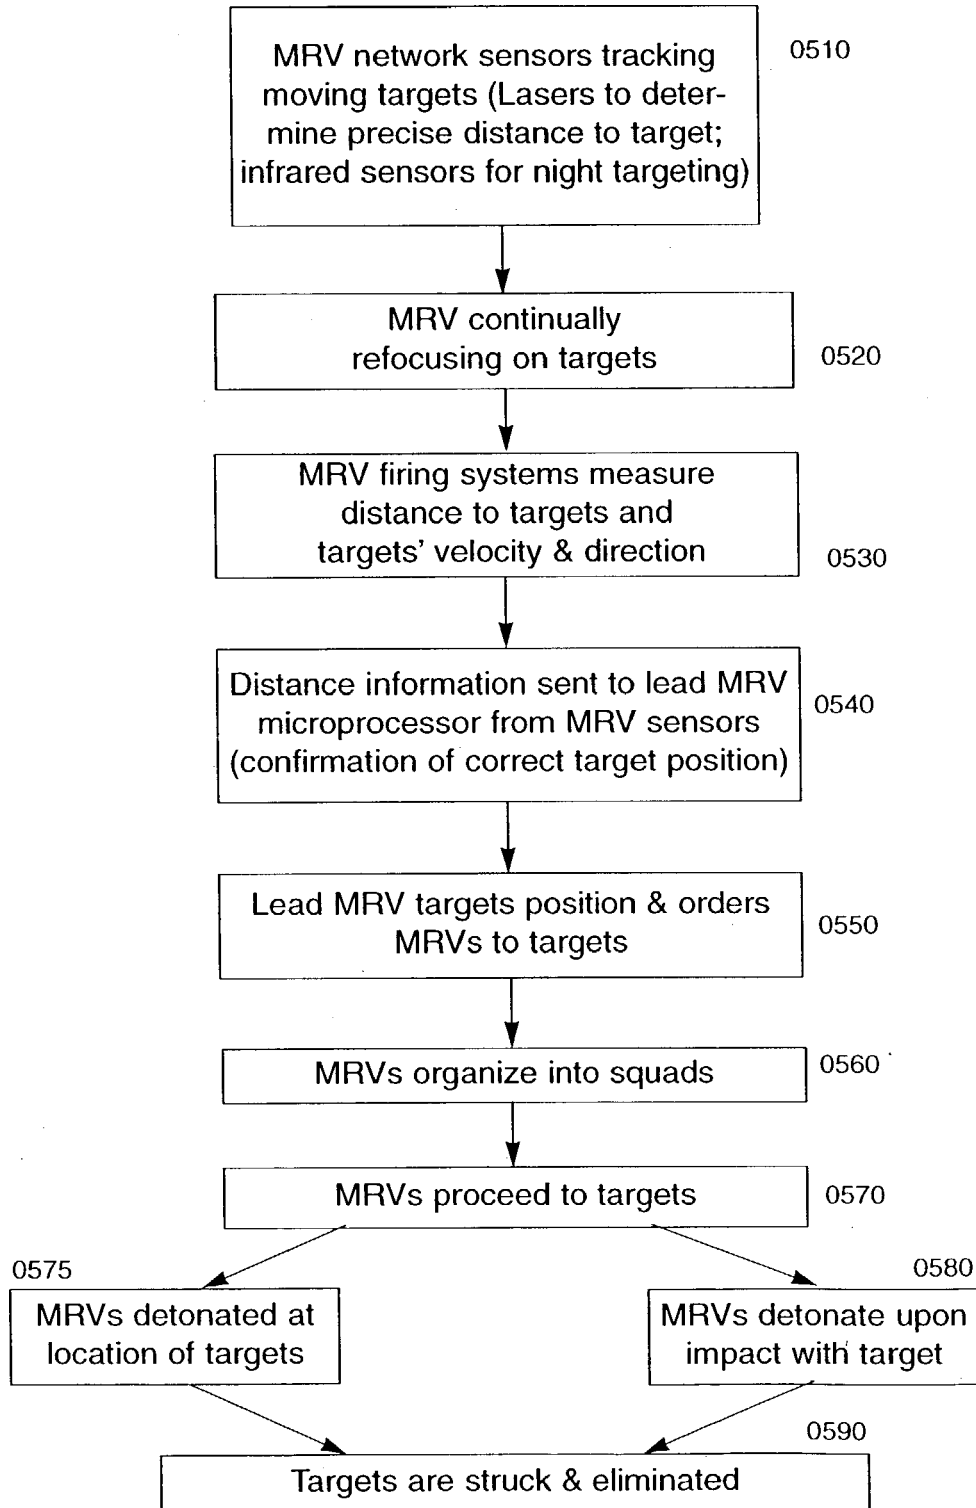 MRV network sensors tracking
moving targets (Lasers to deter-
mine precise distance to target;
infrared sensors for night targeting)
0510
MRV continually
refocusing on targets
0520
MRV firing systems measure
distance to targets and
targets' velocity & direction
0530
Distance information sent to lead MRV
microprocessor from MRV sensors
(confirmation of correct target position)
0540
Lead MRV targets position & orders
MRVs to targets
0550
MRVs organize into squads
0560
MRVs proceed to targets
0570
0575
MRVs detonated at
location of targets
0580
MRVs detonate upon
impact with target
0590
Targets are struck & eliminated